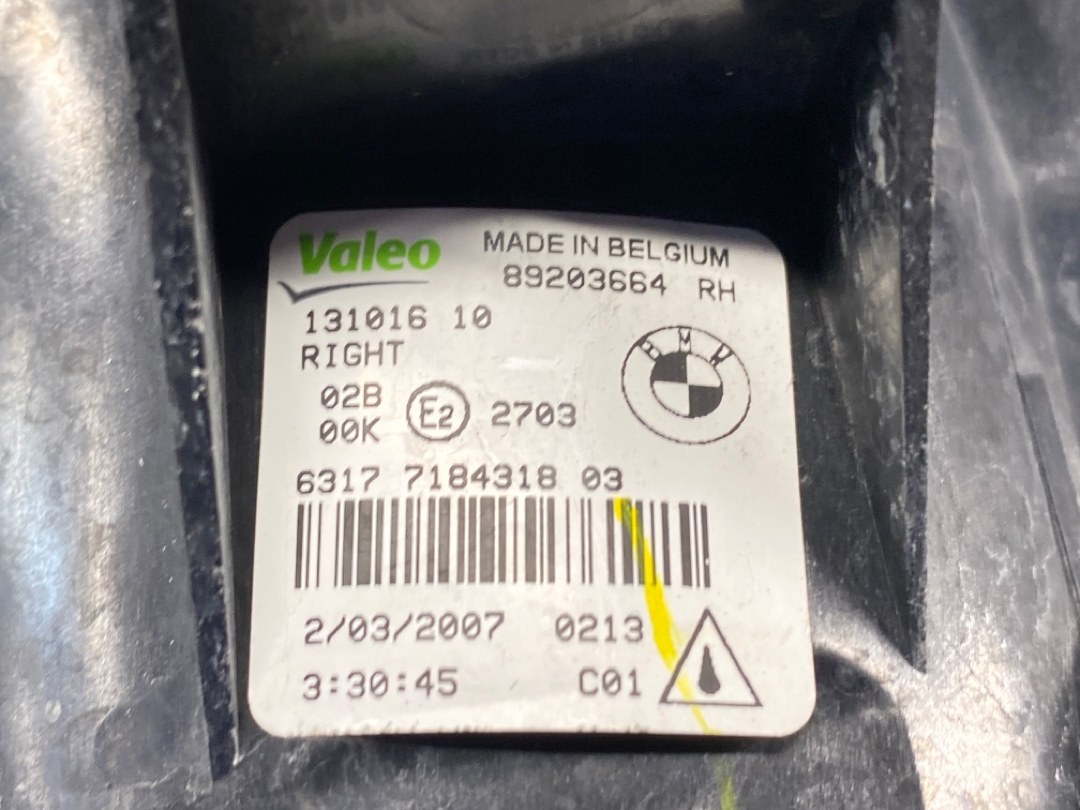 Valeo MADE IN BELGIUM
89203664 RH
131016 10
RIGHT
BMW
02B
00K E2 2703
6317 7184318 03
2/03/2007 0213
3:30:45 C01